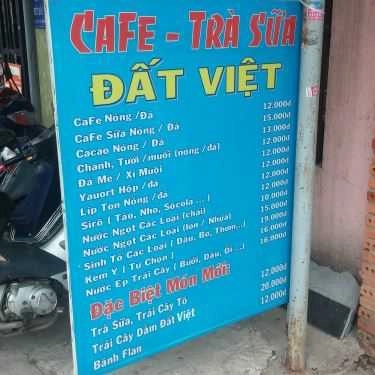 CAFE - TRÀ SỮA
ĐẤT VIỆT
CaFe Nóng /Đá 12.000đ
CaFe Sữa Nóng / Đá 15.000đ
Cacao Nóng / Đá 13.000đ
Chanh, Tươi /muối (nóng /đá) 12.000đ
Đá Me / Xí Muội 12.000đ
Yauort Hộp /đá 12.000đ
Líp Ton Nóng /đá 12.000đ
Sirô ( Táo, Nho, Sôcola ... ) 12.000đ
Nước Ngọt Các Loại (chai) 10.000đ
Nước Ngọt Các Loại (lon / Nhựa) 15.000đ
Sinh Tố Các Loại ( Dâu, Bơ, Thơm...)
Kem Ý ( Tự Chọn ) 16.000đ
Nước Ép Trái Cây ( Bưởi, Dâu, Ổi ...) 16.000đ
Đặc Biệt Món Mới:
Trà Sữa, Trái Cây Tô 12.000đ
Trái Cây Dầm Đất Việt 20.000đ
Bánh Flan 12.000đ